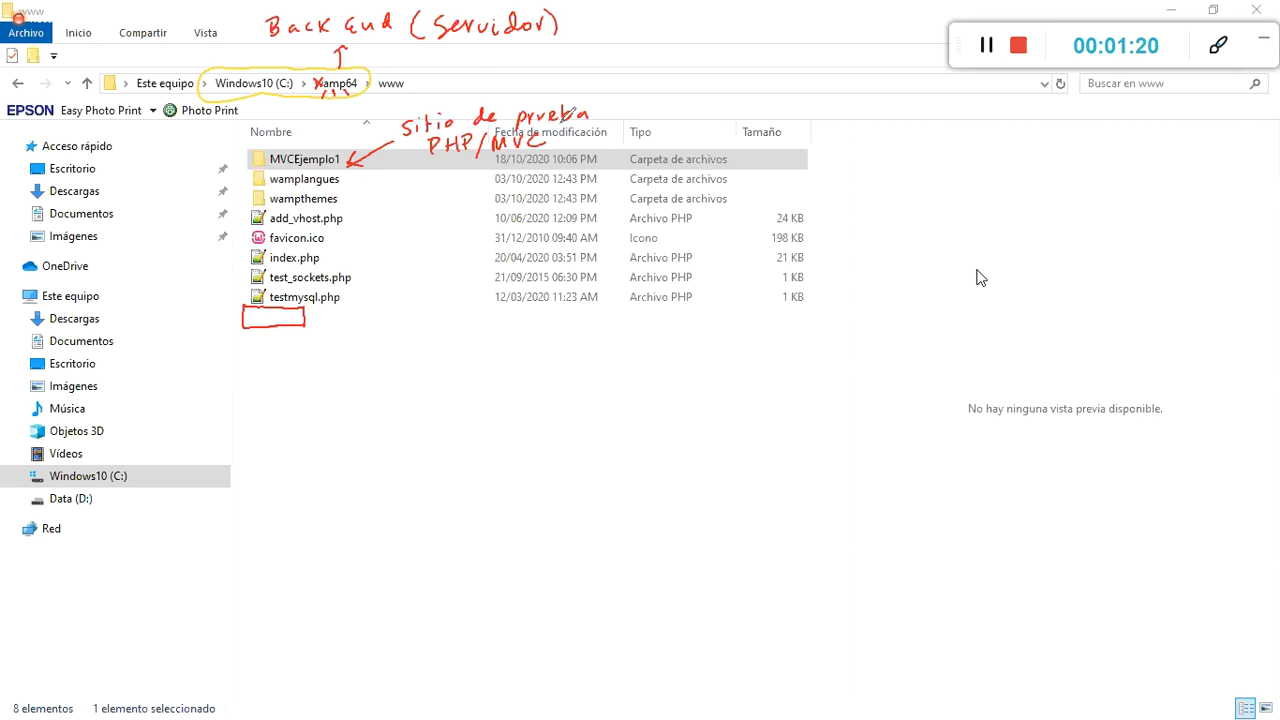 www
Back end (Servidor)
Archivo Inicio Compartir Vista
00:01:20
Este equipo Windows10 (C:) amp64 www
Buscar en www
EPSON Easy Photo Print Photo Print
sitio de prueba
PHP/MVC
Nombre Fecha de modificación Tipo Tamaño
MVCEjemplo1 18/10/2020 10:06 PM Carpeta de archivos
wamplangues 03/10/2020 12:43 PM Carpeta de archivos
wampthemes 03/10/2020 12:43 PM Carpeta de archivos
add_vhost.php 10/06/2020 12:09 PM Archivo PHP 24 KB
favicon.ico 31/12/2010 09:40 AM Icono 198 KB
index.php 20/04/2020 03:51 PM Archivo PHP 21 KB
test_sockets.php 21/09/2015 06:30 PM Archivo PHP 1 KB
testmysql.php 12/03/2020 11:23 AM Archivo PHP 1 KB
Acceso rápido
Escritorio
Descargas
Documentos
Imágenes
OneDrive
Este equipo
Descargas
Documentos
Escritorio
Imágenes
Música
Objetos 3D
Vídeos
Windows10 (C:)
Data (D:)
Red
No hay ninguna vista previa disponible.
8 elementos 1 elemento seleccionado